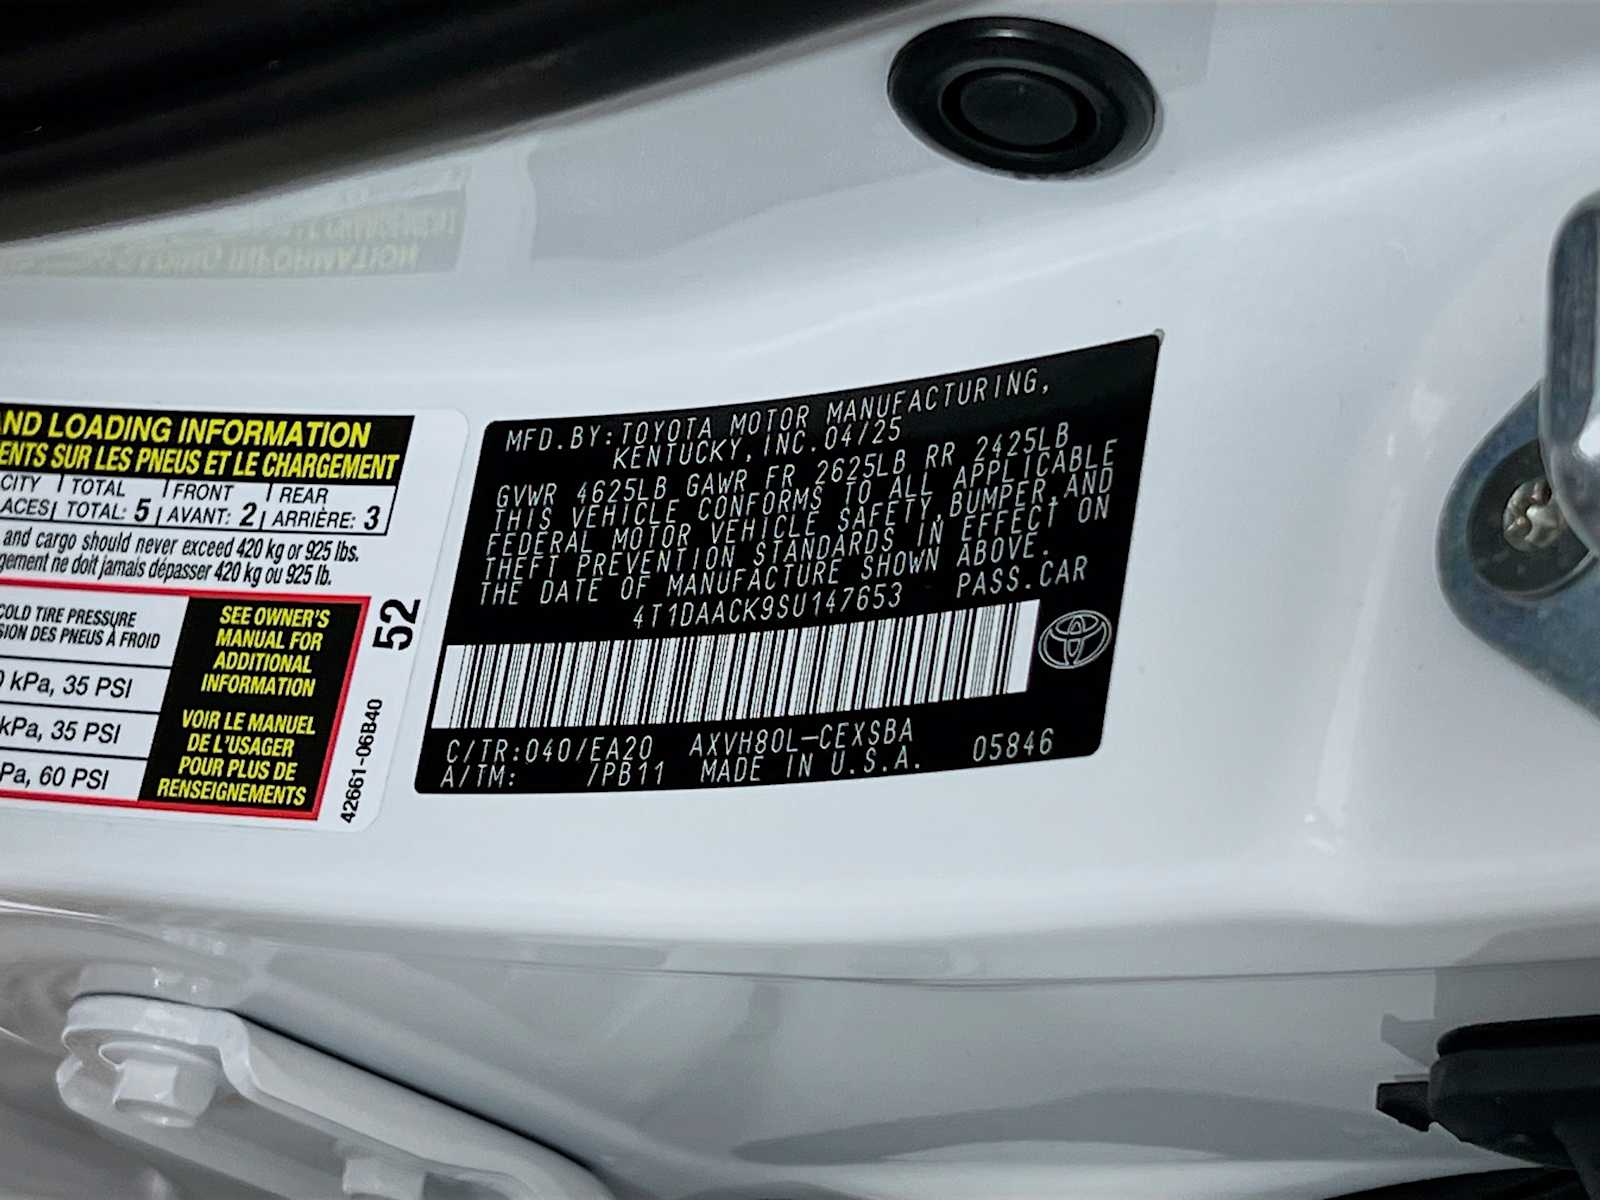 AND LOADING INFORMATION
ENTS SUR LES PNEUS ET LE CHARGEMENT
CITY TOTAL FRONT REAR
ACES TOTAL: 5 AVANT: 2 ARRIÈRE: 3
and cargo should never exceed 420 kg or 925 lbs.
gement ne doit jamais dépasser 420 kg ou 925 lb.
COLD TIRE PRESSURE
SION DES PNEUS À FROID
0 kPa, 35 PSI
kPa, 35 PSI
Pa, 60 PSI
SEE OWNER'S
MANUAL FOR
ADDITIONAL
INFORMATION
VOIR LE MANUEL
DE L'USAGER
POUR PLUS DE
RENSEIGNEMENTS
52
42661-06B40
MFD. BY: TOYOTA MOTOR MANUFACTURING,
KENTUCKY, INC. 04/25
GVWR 4625LB GAWR FR 2625LB RR 2425LB
THIS VEHICLE CONFORMS TO ALL APPLICABLE
FEDERAL MOTOR VEHICLE SAFETY, BUMPER, AND
THEFT PREVENTION STANDARDS IN EFFECT ON
THE DATE OF MANUFACTURE SHOWN ABOVE.
4T1DAACK9SU147653 PASS. CAR
C/TR: 040/EA20 AXVH80L-CEXSBA 05846
A/TM: /PB11 MADE IN U.S.A.